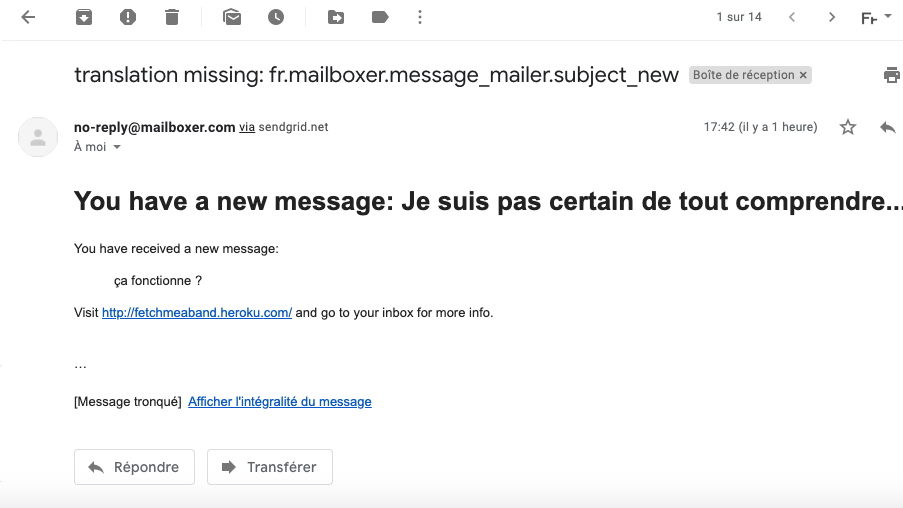 1 sur 14
Fr
translation missing: fr.mailboxer.message_mailer.subject_new Boîte de réception ×
no-reply@mailboxer.com via sendgrid.net 17:42 (il y a 1 heure)
À moi
You have a new message: Je suis pas certain de tout comprendre...
You have received a new message:
ça fonctionne ?
Visit http://fetchmeaband.heroku.com/ and go to your inbox for more info.
...
[Message tronqué] Afficher l'intégralité du message
Répondre Transférer